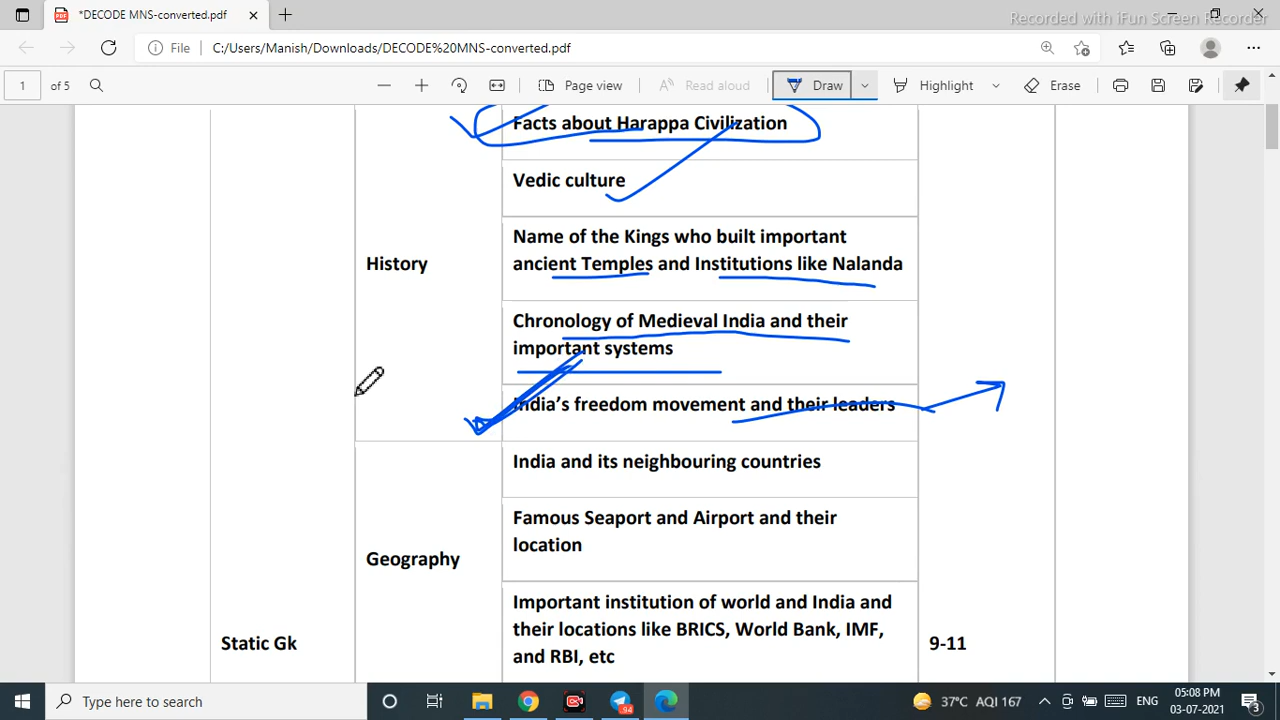 *DECODE MNS-converted.pdf
Recorded with iFun Screen Recorder
File C:/Users/Manish/Downloads/DECODE%20MNS-converted.pdf
1 of 5 Page view Read aloud Draw Highlight Erase
Facts about Harappa Civilization
Vedic culture
Name of the Kings who built important
ancient Temples and Institutions like Nalanda
History
Chronology of Medieval India and their
important systems
India’s freedom movement and their leaders
India and its neighbouring countries
Famous Seaport and Airport and their
location
Geography
Important institution of world and India and
their locations like BRICS, World Bank, IMF,
and RBI, etc
Static Gk
9-11
Type here to search
94
37°C AQI 167
ENG
05:08 PM
03-07-2021
3